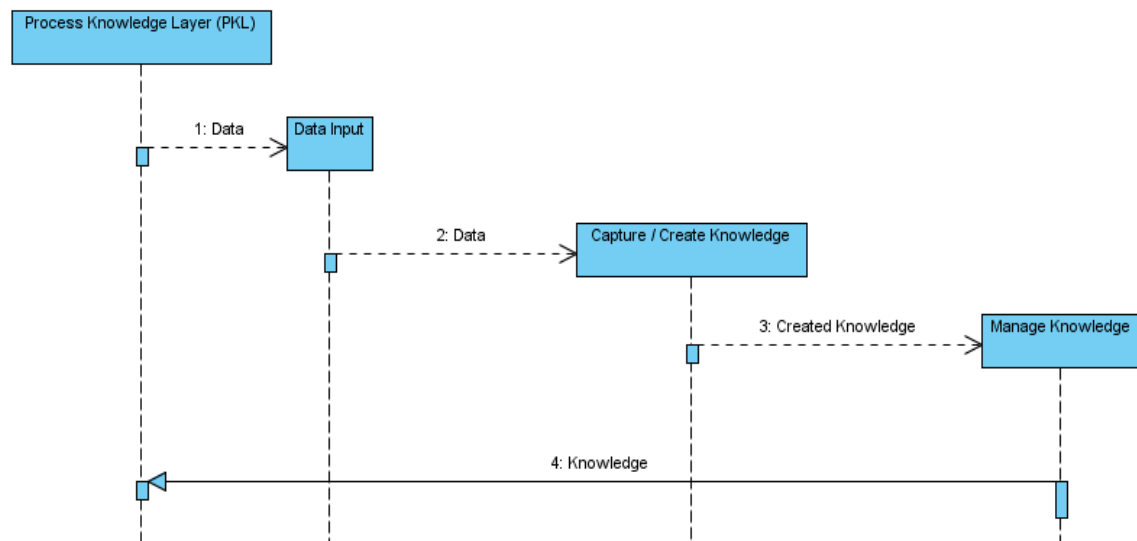 Process Knowledge Layer (PKL)
1: Data
Data Input
2: Data
Capture / Create Knowledge
3: Created Knowledge
Manage Knowledge
4: Knowledge